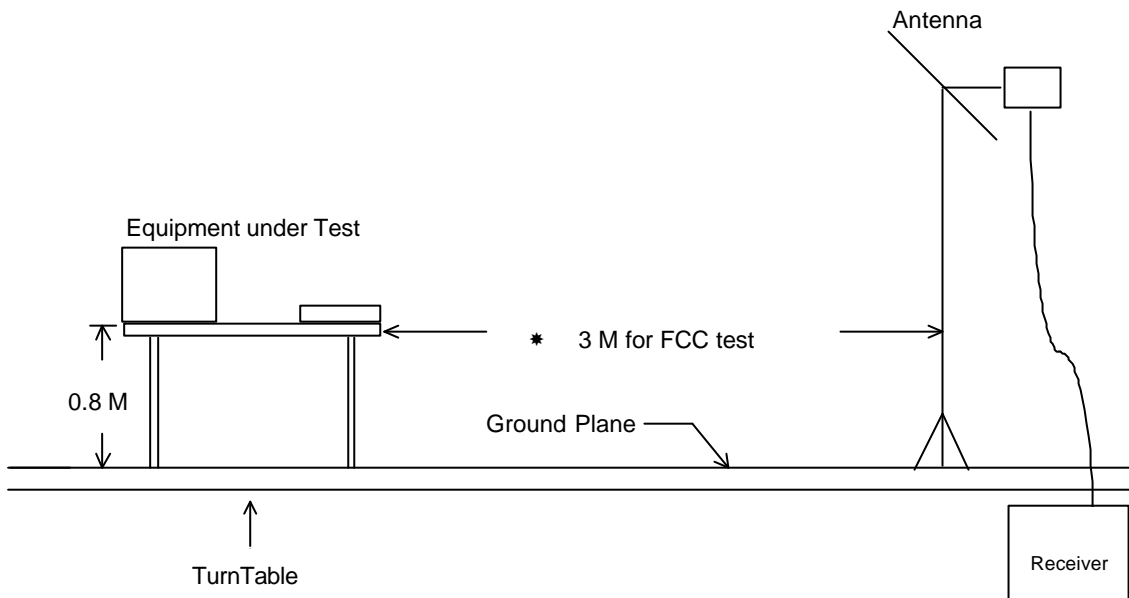 Antenna
Equipment under Test
✷ 3 M for FCC test
0.8 M
Ground Plane
TurnTable
Receiver